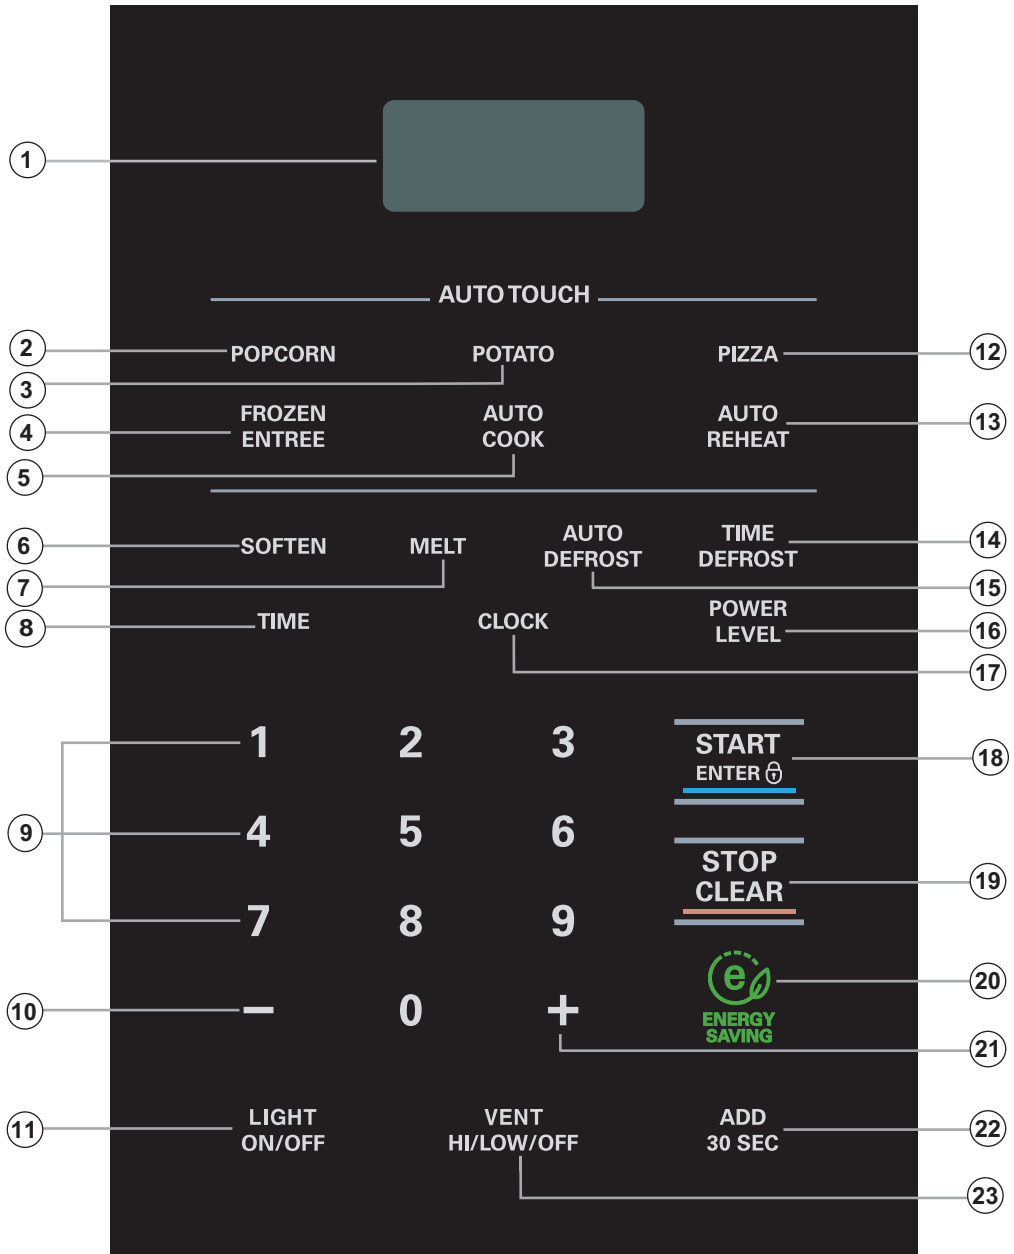 1
AUTO TOUCH
2
POPCORN
POTATO
PIZZA
12
3
4
FROZEN
ENTREE
AUTO
COOK
AUTO
REHEAT
13
5
6
SOFTEN
MELT
AUTO
DEFROST
TIME
DEFROST
14
7
15
8
TIME
CLOCK
POWER
LEVEL
16
17
1
2
3
START
ENTER
18
9
4
5
6
STOP
CLEAR
19
7
8
9
e
20
ENERGY
SAVING
10
−
0
+
21
11
LIGHT
ON/OFF
VENT
HI/LOW/OFF
ADD
30 SEC
22
23